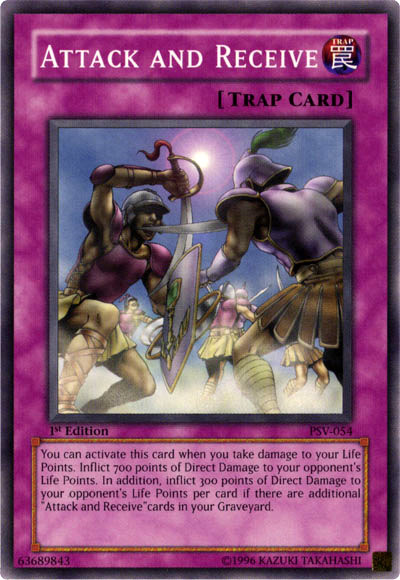 ATTACK AND RECEIVE
TRAP
罠
[TRAP CARD]
1st Edition
PSV-054
You can activate this card when you take damage to your Life
Points. Inflict 700 points of Direct Damage to your opponent's
Life Points. In addition, inflict 300 points of Direct Damage to
your opponent's Life Points per card if there are additional
"Attack and Receive"cards in your Graveyard.
63689843
©1996 KAZUKI TAKAHASHI